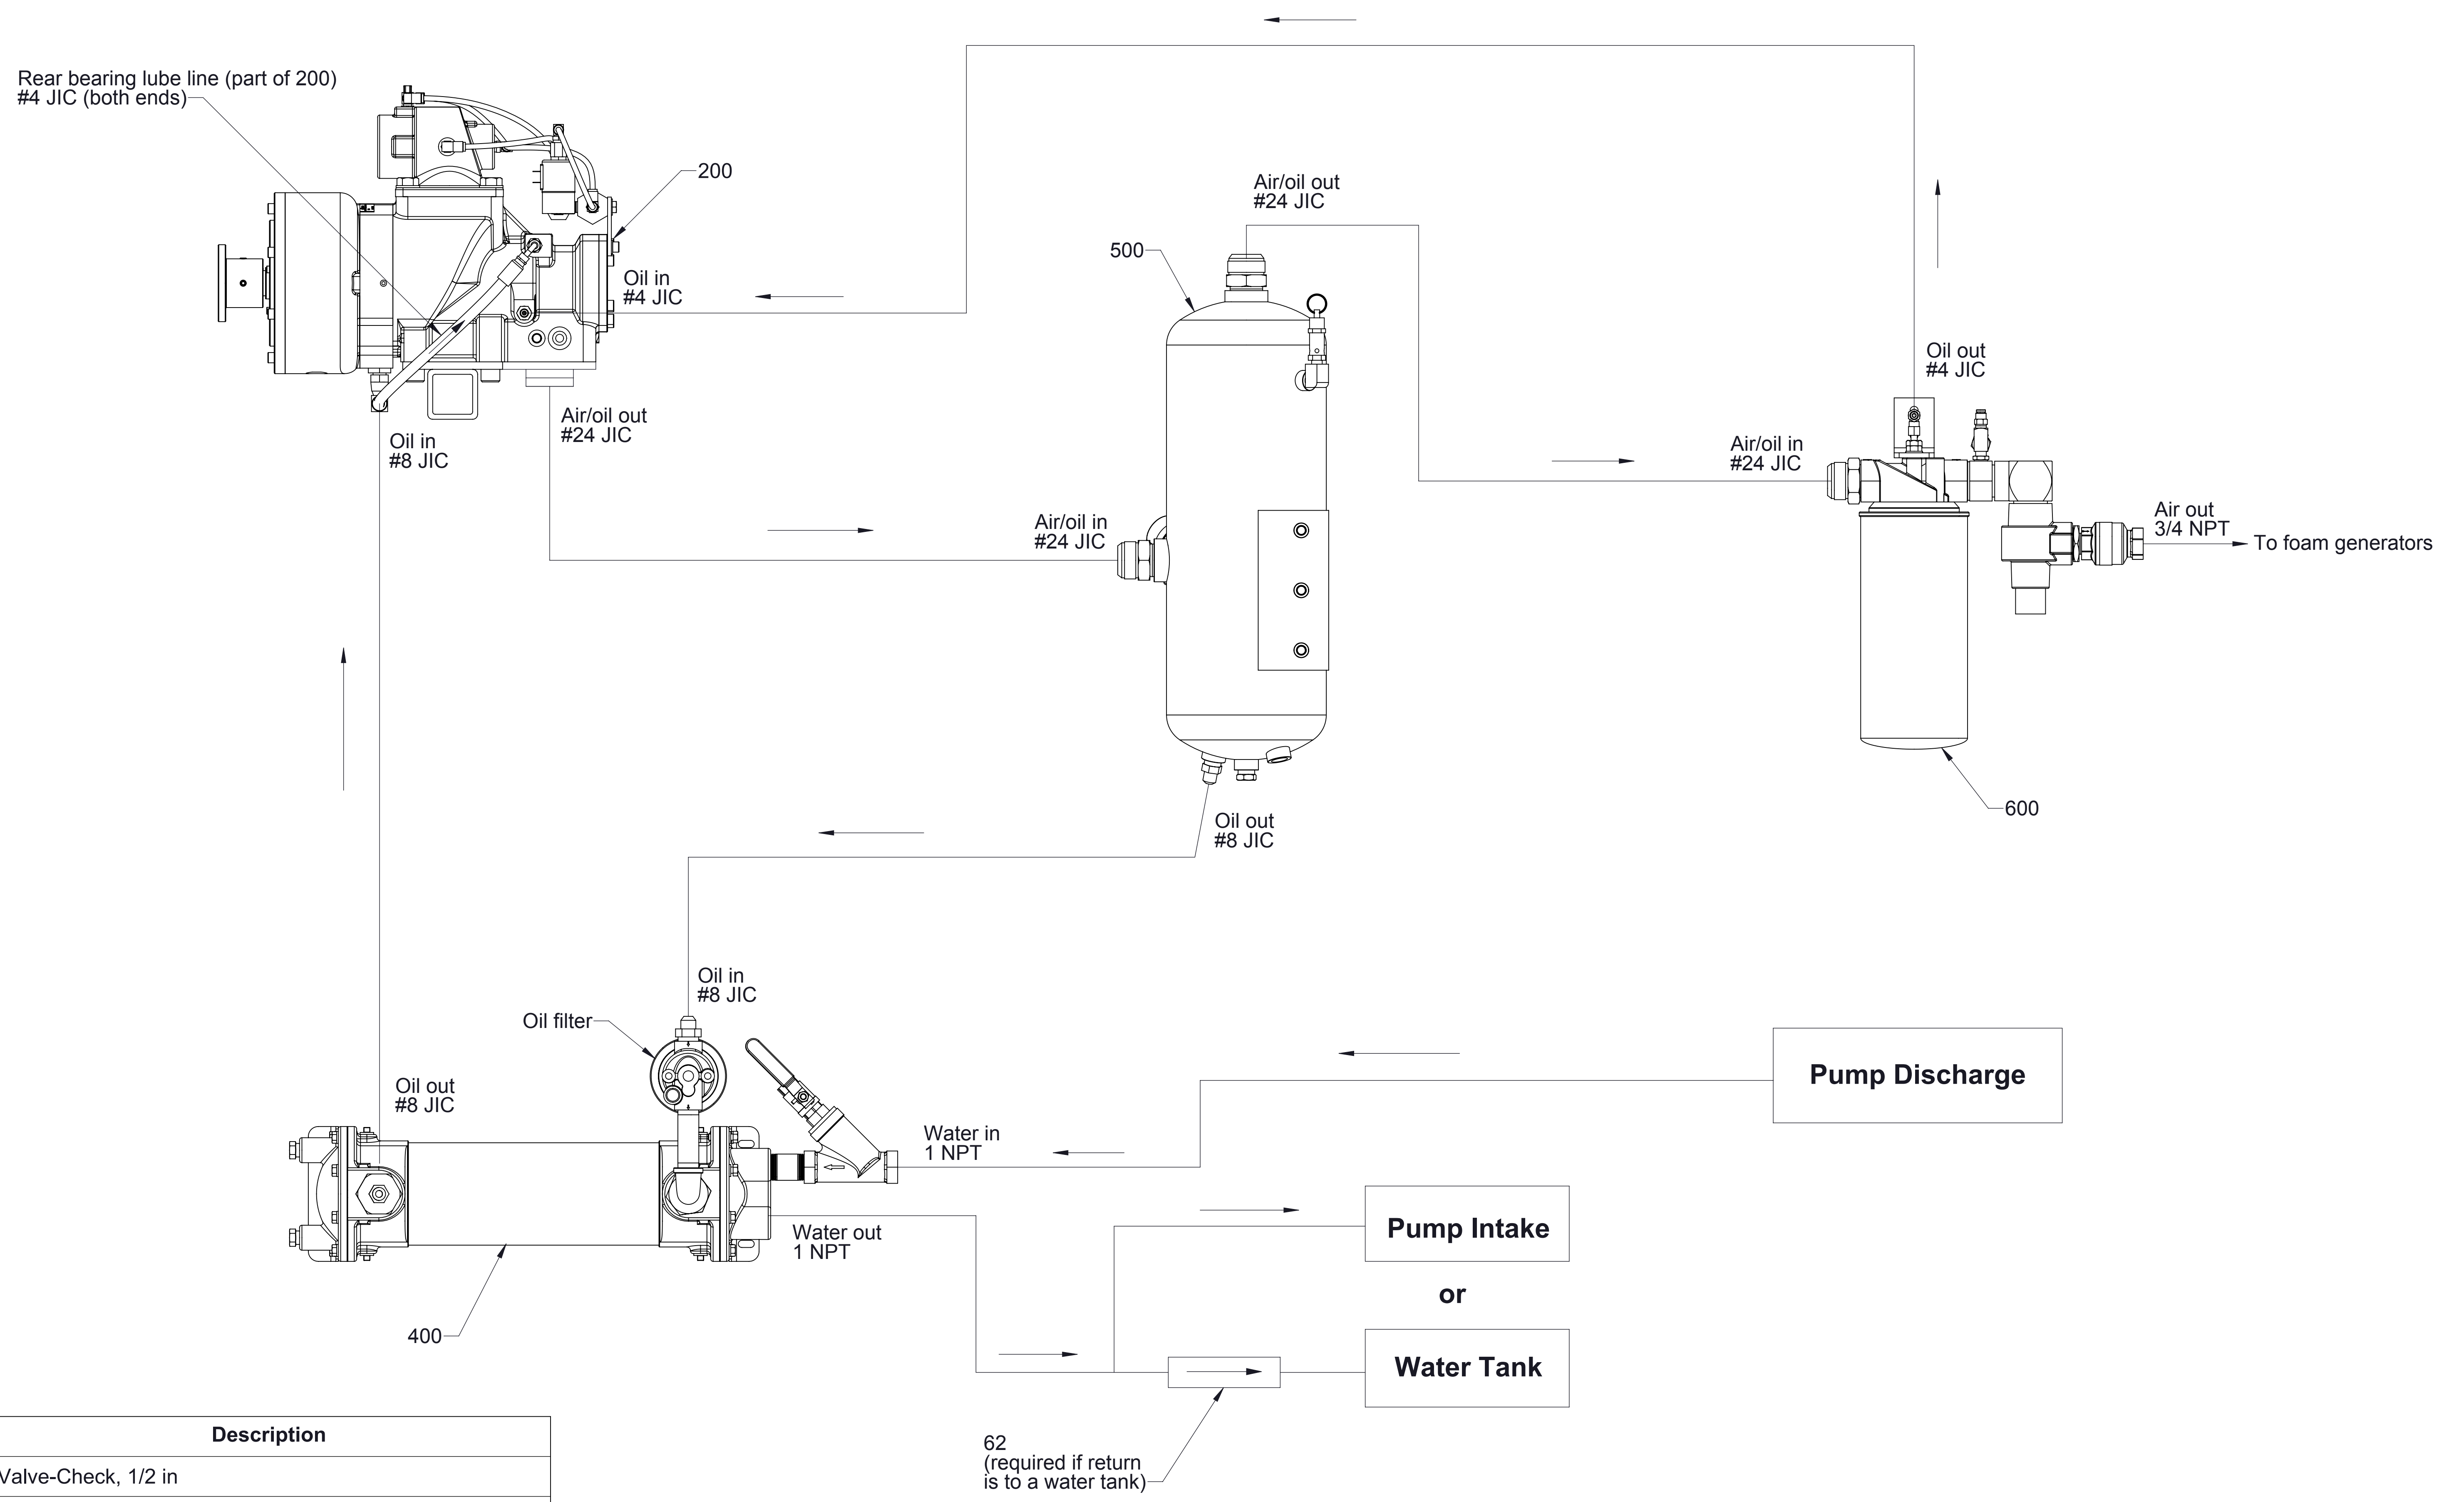 Rear bearing lube line (part of 200)
#4 JIC (both ends)
200
Air/oil out
#24 JIC
500
Oil in
#4 JIC
Oil out
#4 JIC
Air/oil out
#24 JIC
Oil in
#8 JIC
Air/oil in
#24 JIC
Air/oil in
#24 JIC
Air out
3/4 NPT
To foam generators
600
Oil out
#8 JIC
Oil in
#8 JIC
Oil filter
Pump Discharge
Oil out
#8 JIC
Water in
1 NPT
Water out
1 NPT
Pump Intake
or
400
Water Tank
62
(required if return
is to a water tank)
Description
Valve-Check, 1/2 in